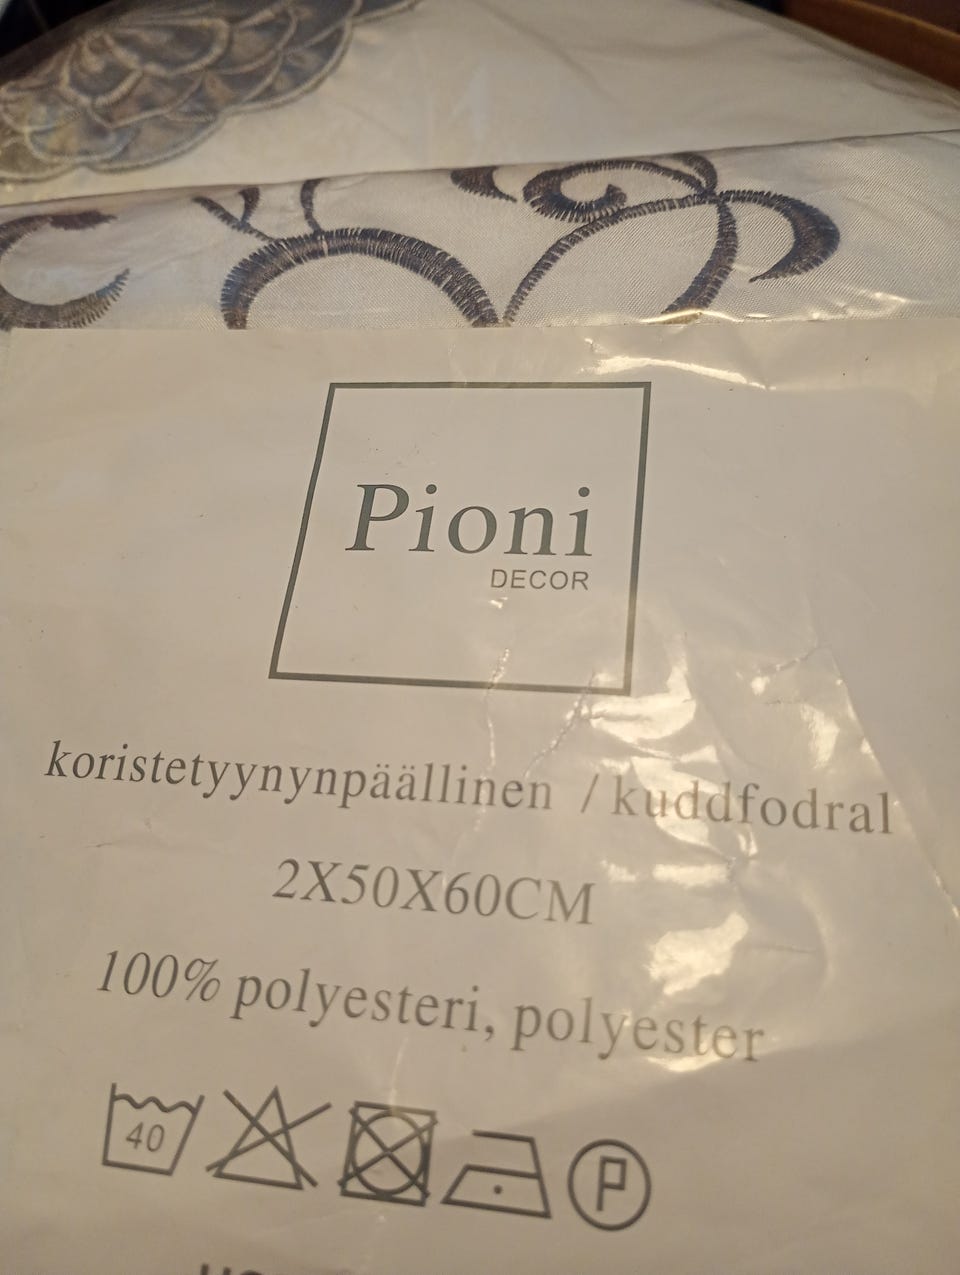 Pioni
DECOR
koristetyynynpäällinen / kuddfodral
2X50X60CM
100% polyesteri, polyester
40
P